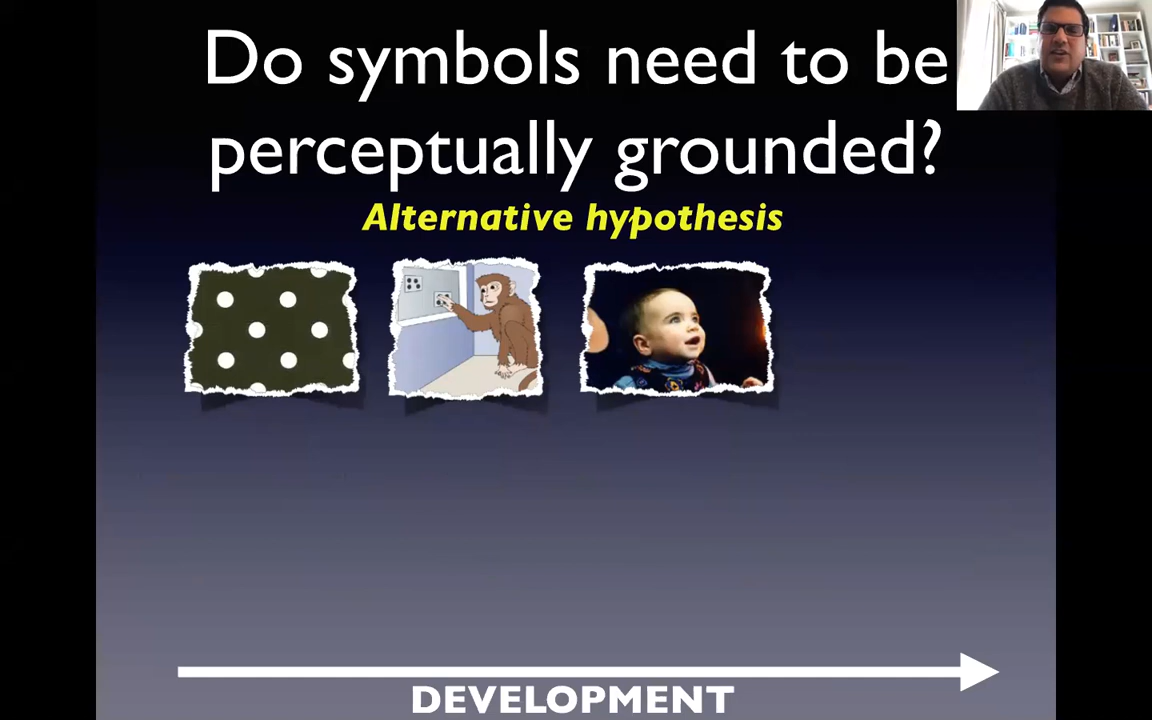 Do symbols need to be
perceptually grounded?
Alternative hypothesis
DEVELOPMENT